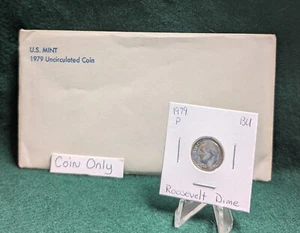 U.S. MINT
1979 Uncirculated Coin
Coin Only
1979 BU
P
Roosevelt Dime